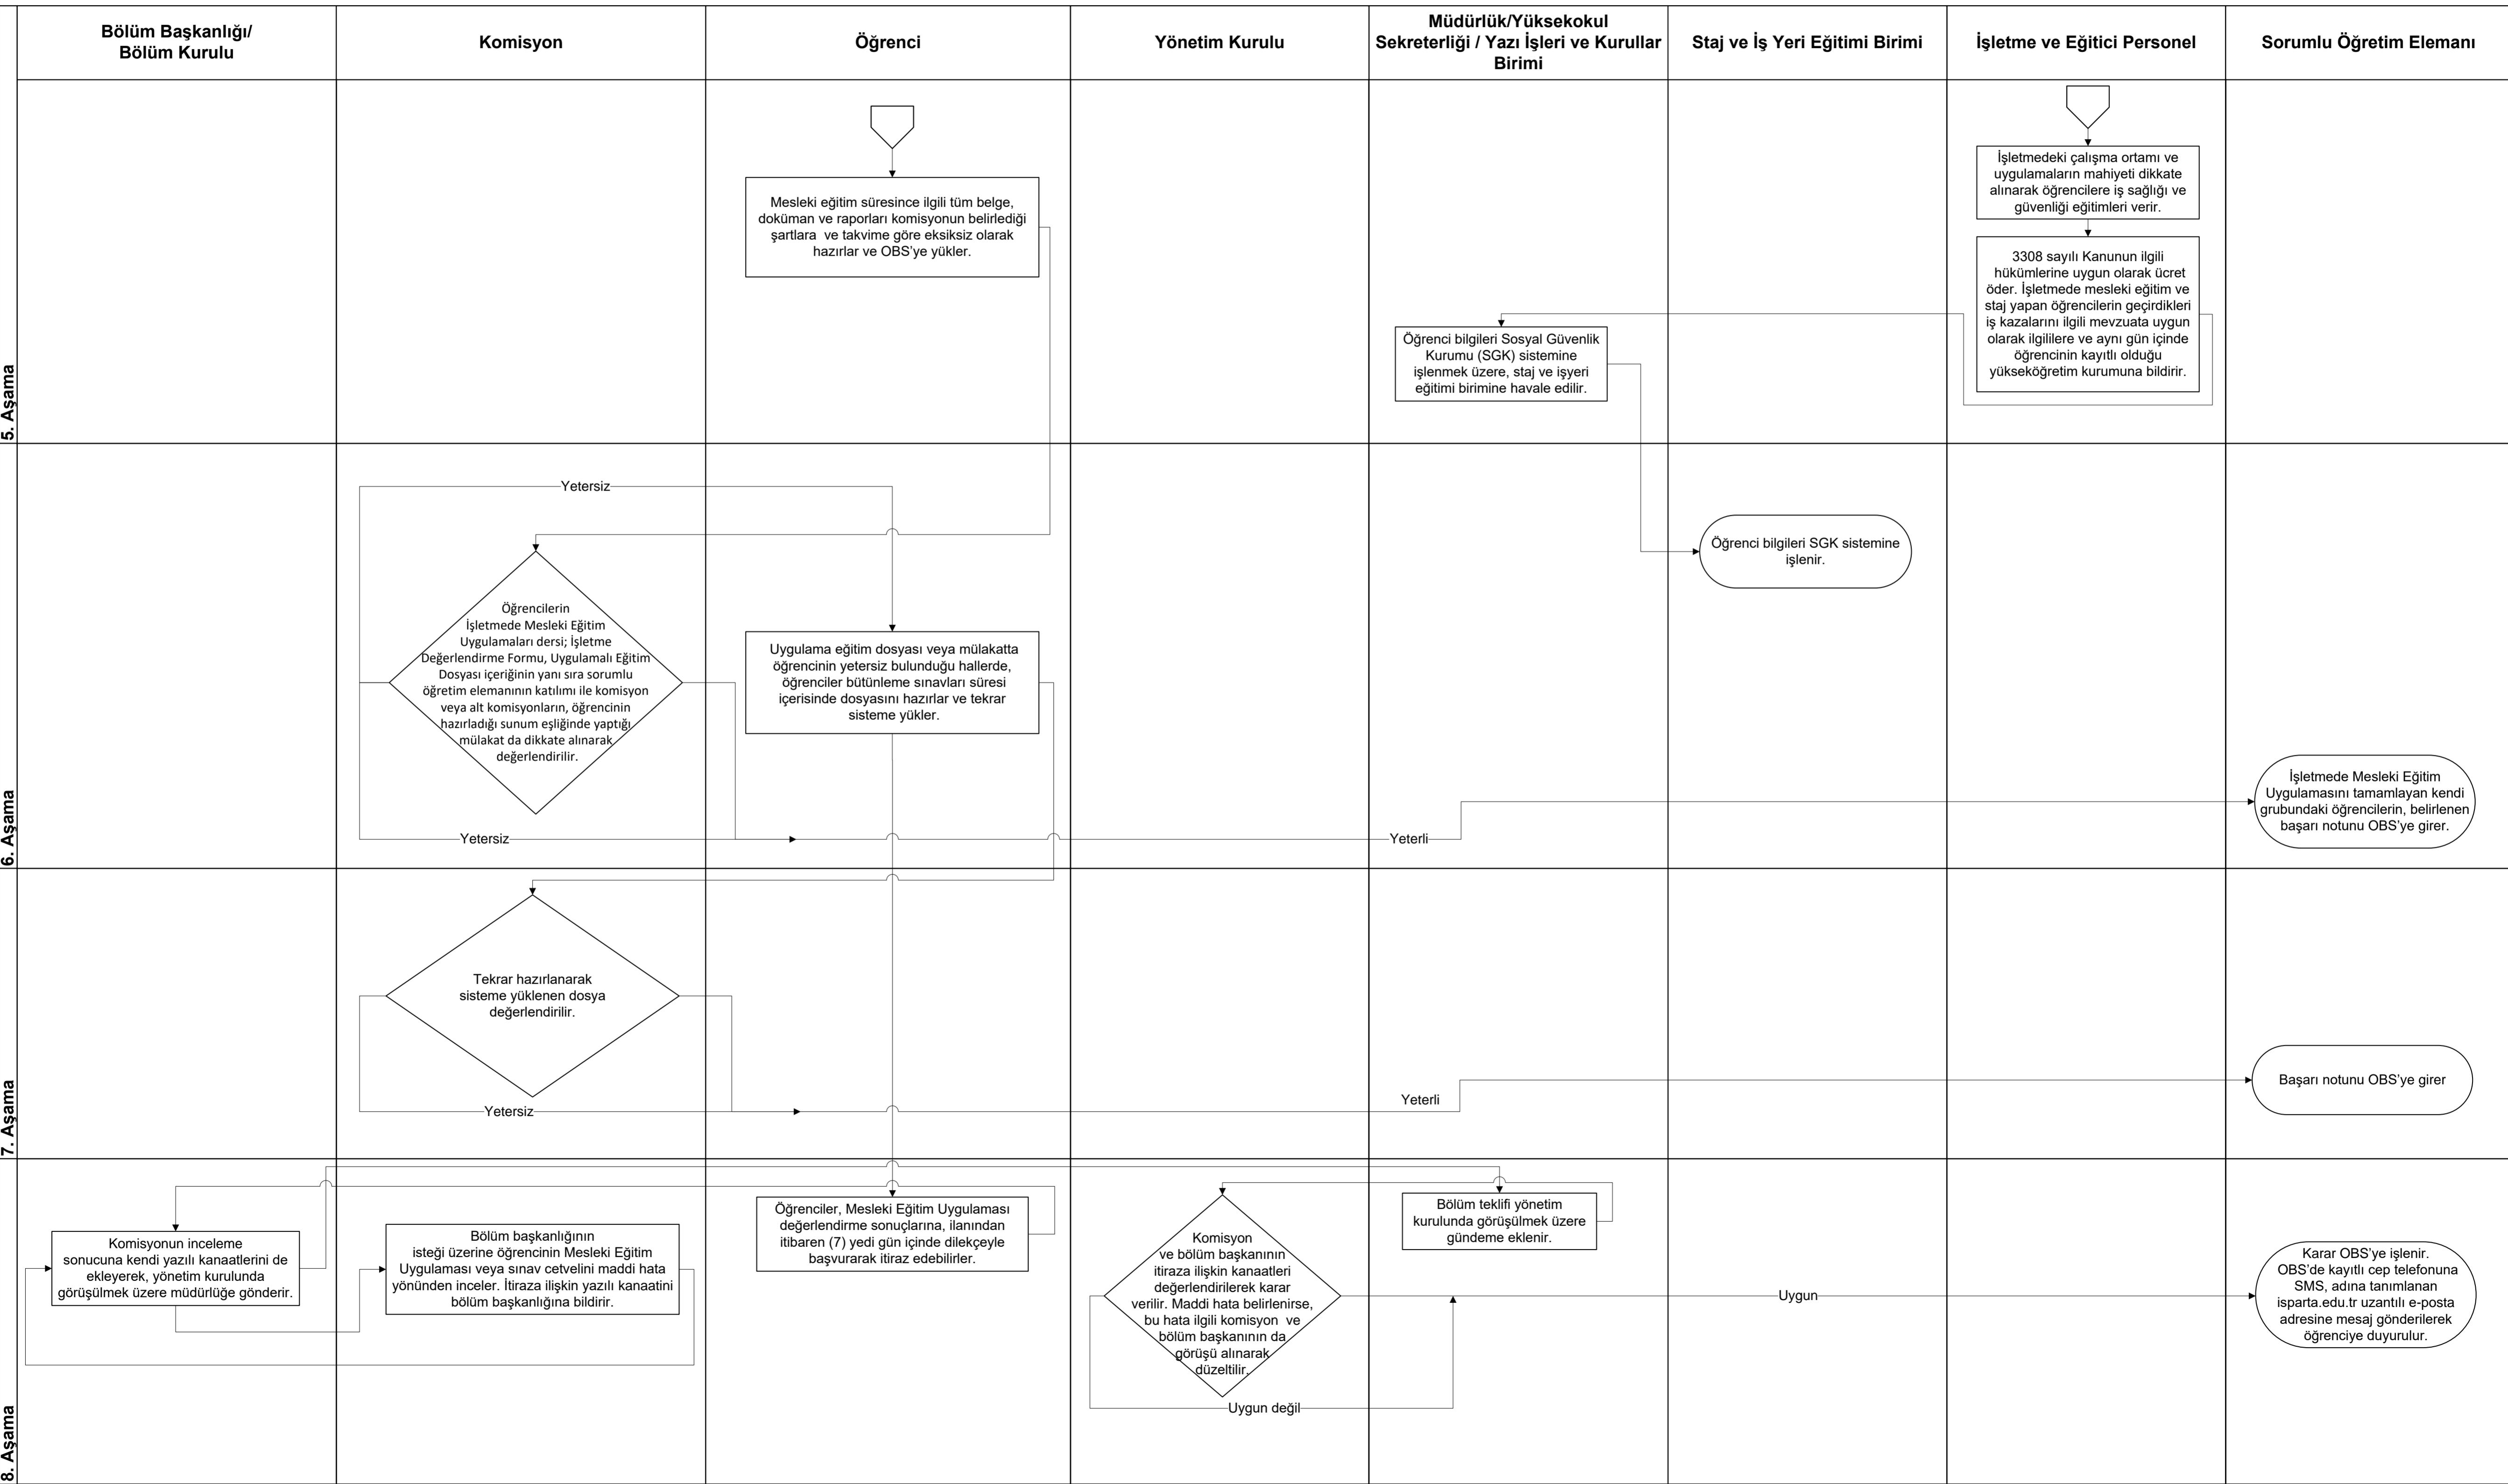 Bölüm Başkanlığı/
Bölüm Kurulu
Komisyon
Öğrenci
Yönetim Kurulu
Müdürlük/Yüksekokul
Sekreterliği / Yazı İşleri ve Kurullar
Birimi
Staj ve İş Yeri Eğitimi Birimi
İşletme ve Eğitici Personel
Sorumlu Öğretim Elemanı
5. Aşama
Mesleki eğitim süresince ilgili tüm belge,
doküman ve raporları komisyonun belirlediği
şartlara ve takvime göre eksiksiz olarak
hazırlar ve OBS’ye yükler.
Öğrenci bilgileri Sosyal Güvenlik
Kurumu (SGK) sistemine
işlenmek üzere, staj ve işyeri
eğitimi birimine havale edilir.
İşletmedeki çalışma ortamı ve
uygulamaların mahiyeti dikkate
alınarak öğrencilere iş sağlığı ve
güvenliği eğitimleri verir.
3308 sayılı Kanunun ilgili
hükümlerine uygun olarak ücret
öder. İşletmede mesleki eğitim ve
staj yapan öğrencilerin geçirdikleri
iş kazalarını ilgili mevzuata uygun
olarak ilgililere ve aynı gün içinde
öğrencinin kayıtlı olduğu
yükseköğretim kurumuna bildirir.
6. Aşama
Yetersiz
Öğrencilerin
İşletmede Mesleki Eğitim
Uygulamaları dersi; İşletme
Değerlendirme Formu, Uygulamalı Eğitim
Dosyası içeriğinin yanı sıra sorumlu
öğretim elemanının katılımı ile komisyon
veya alt komisyonların, öğrencinin
hazırladığı sunum eşliğinde yaptığı
mülakat da dikkate alınarak
değerlendirilir.
Yetersiz
Uygulama eğitim dosyası veya mülakatta
öğrencinin yetersiz bulunduğu hallerde,
öğrenciler bütünleme sınavları süresi
içerisinde dosyasını hazırlar ve tekrar
sisteme yükler.
Yeterli
Öğrenci bilgileri SGK sistemine
işlenir.
İşletmede Mesleki Eğitim
Uygulamasını tamamlayan kendi
grubundaki öğrencilerin, belirlenen
başarı notunu OBS’ye girer.
7. Aşama
Tekrar hazırlanarak
sisteme yüklenen dosya
değerlendirilir.
Yetersiz
Yeterli
Başarı notunu OBS’ye girer
8. Aşama
Komisyonun inceleme
sonucuna kendi yazılı kanaatlerini de
ekleyerek, yönetim kurulunda
görüşülmek üzere müdürlüğe gönderir.
Bölüm başkanlığının
isteği üzerine öğrencinin Mesleki Eğitim
Uygulaması veya sınav cetvelini maddi hata
yönünden inceler. İtiraza ilişkin yazılı kanaatini
bölüm başkanlığına bildirir.
Öğrenciler, Mesleki Eğitim Uygulaması
değerlendirme sonuçlarına, ilanından
itibaren (7) yedi gün içinde dilekçeyle
başvurarak itiraz edebilirler.
Komisyon
ve bölüm başkanının
itiraza ilişkin kanaatleri
değerlendirilerek karar
verilir. Maddi hata belirlenirse,
bu hata ilgili komisyon ve
bölüm başkanının da
görüşü alınarak
düzeltilir.
Uygun değil
Bölüm teklifi yönetim
kurulunda görüşülmek üzere
gündeme eklenir.
Uygun
Karar OBS’ye işlenir.
OBS’de kayıtlı cep telefonuna
SMS, adına tanımlanan
isparta.edu.tr uzantılı e-posta
adresine mesaj gönderilerek
öğrenciye duyurulur.